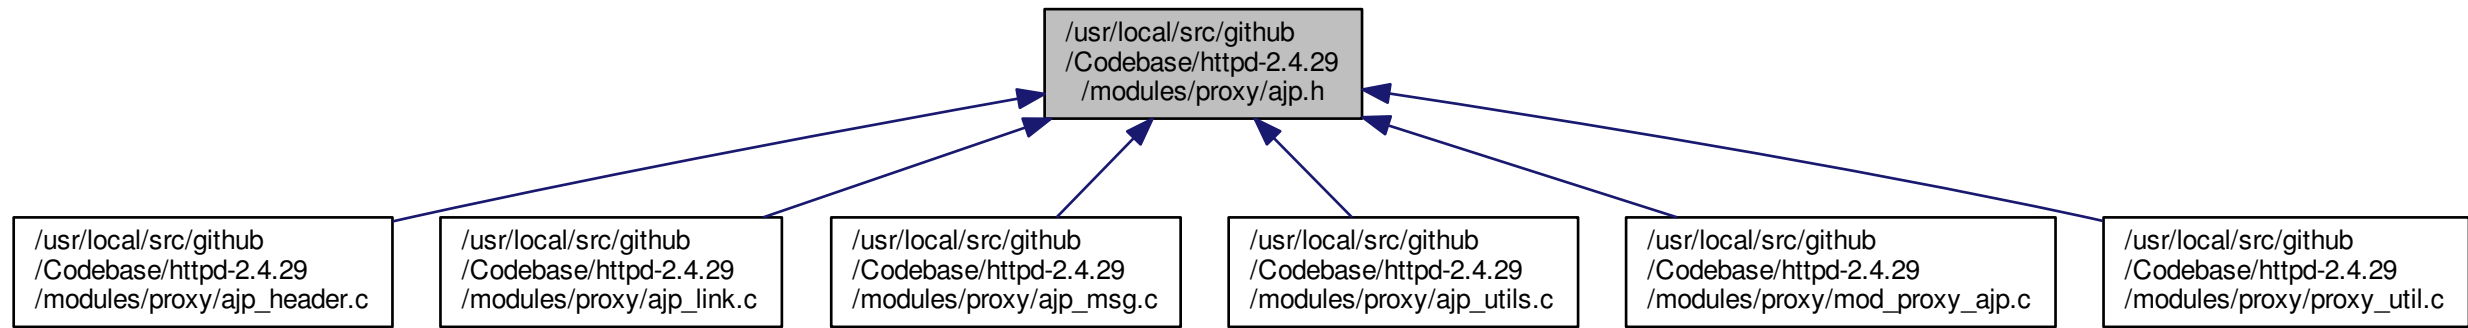 /usr/local/src/github
/Codebase/httpd-2.4.29
/modules/proxy/ajp.h
/usr/local/src/github
/Codebase/httpd-2.4.29
/modules/proxy/ajp_header.c
/usr/local/src/github
/Codebase/httpd-2.4.29
/modules/proxy/ajp_link.c
/usr/local/src/github
/Codebase/httpd-2.4.29
/modules/proxy/ajp_msg.c
/usr/local/src/github
/Codebase/httpd-2.4.29
/modules/proxy/ajp_utils.c
/usr/local/src/github
/Codebase/httpd-2.4.29
/modules/proxy/mod_proxy_ajp.c
/usr/local/src/github
/Codebase/httpd-2.4.29
/modules/proxy/proxy_util.c